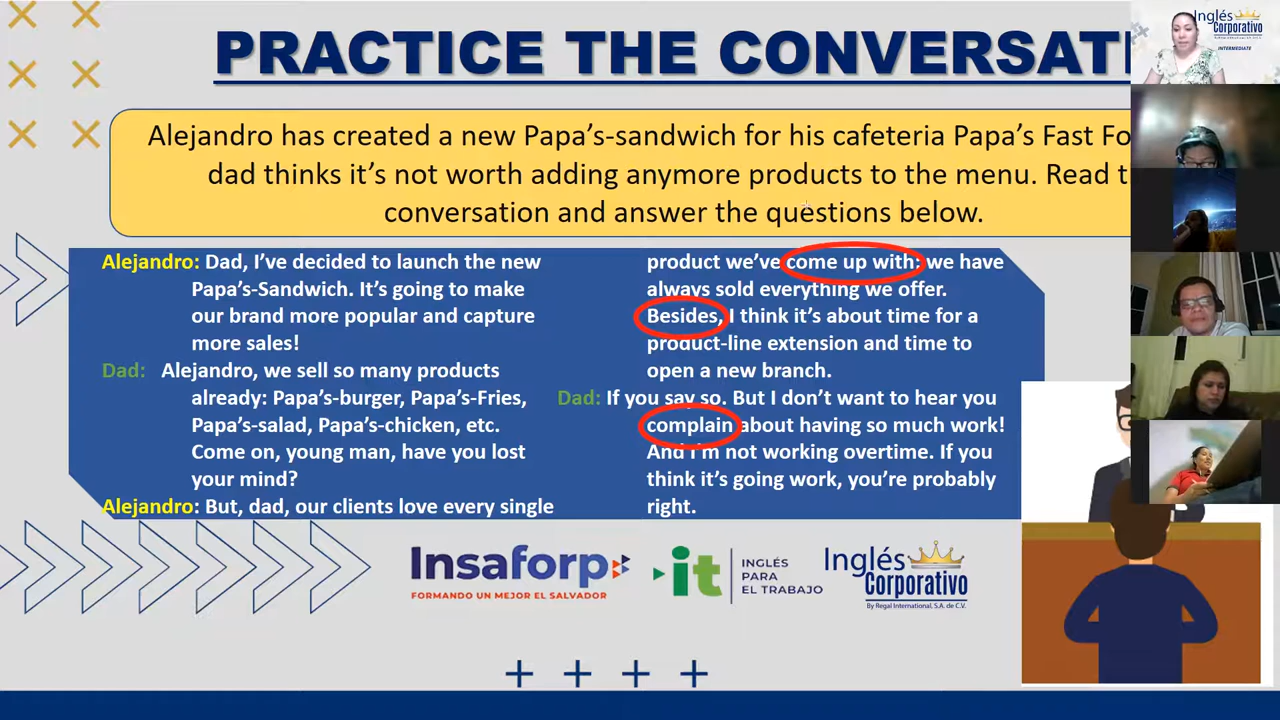 PRACTICE THE CONVERSATI
Alejandro has created a new Papa's-sandwich for his cafeteria Papa's Fast Fo
dad thinks it's not worth adding anymore products to the menu. Read t
conversation and answer the questions below.
Alejandro: Dad, I've decided to launch the new
Papa's-Sandwich. It's going to make
our brand more popular and capture
more sales!
Dad: Alejandro, we sell so many products
already: Papa's-burger, Papa's-Fries,
Papa's-salad, Papa's-chicken, etc.
Come on, young man, have you lost
your mind?
Alejandro: But, dad, our clients love every single
product we've come up with: we have
always sold everything we offer.
Besides, I think it's about time for a
product-line extension and time to
open a new branch.
Dad: If you say so. But I don't want to hear you
complain about having so much work!
And I'm not working overtime. If you
think it's going work, you're probably
right.
Insaforp
FORMANDO UN MEJOR EL SALVADOR
it
INGLÉS
PARA
EL TRABAJO
Inglés
Corporativo
By Regal International, S.A. de C.V.
Inglés
Corporativo
INTERMEDIATE